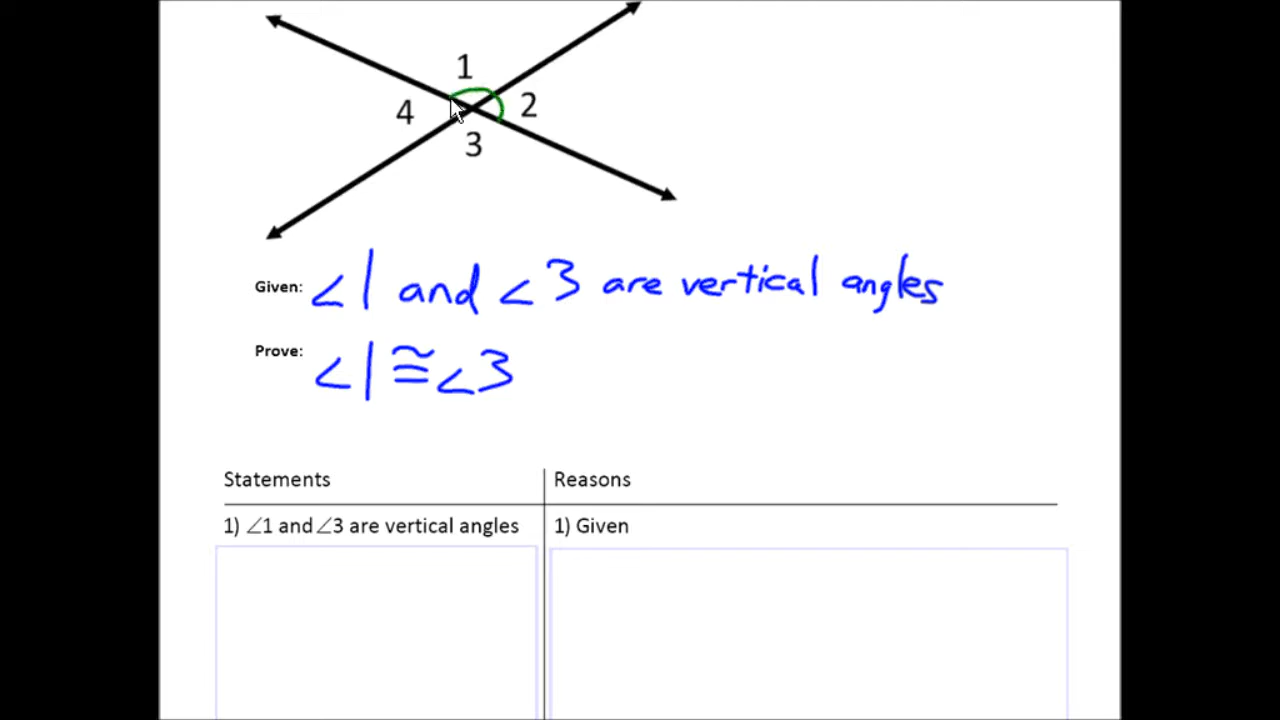 1
4 2
3
Given: ∠1 and ∠3 are vertical angles
Prove: ∠1 ≅ ∠3
Statements Reasons
1) ∠1 and ∠3 are vertical angles 1) Given